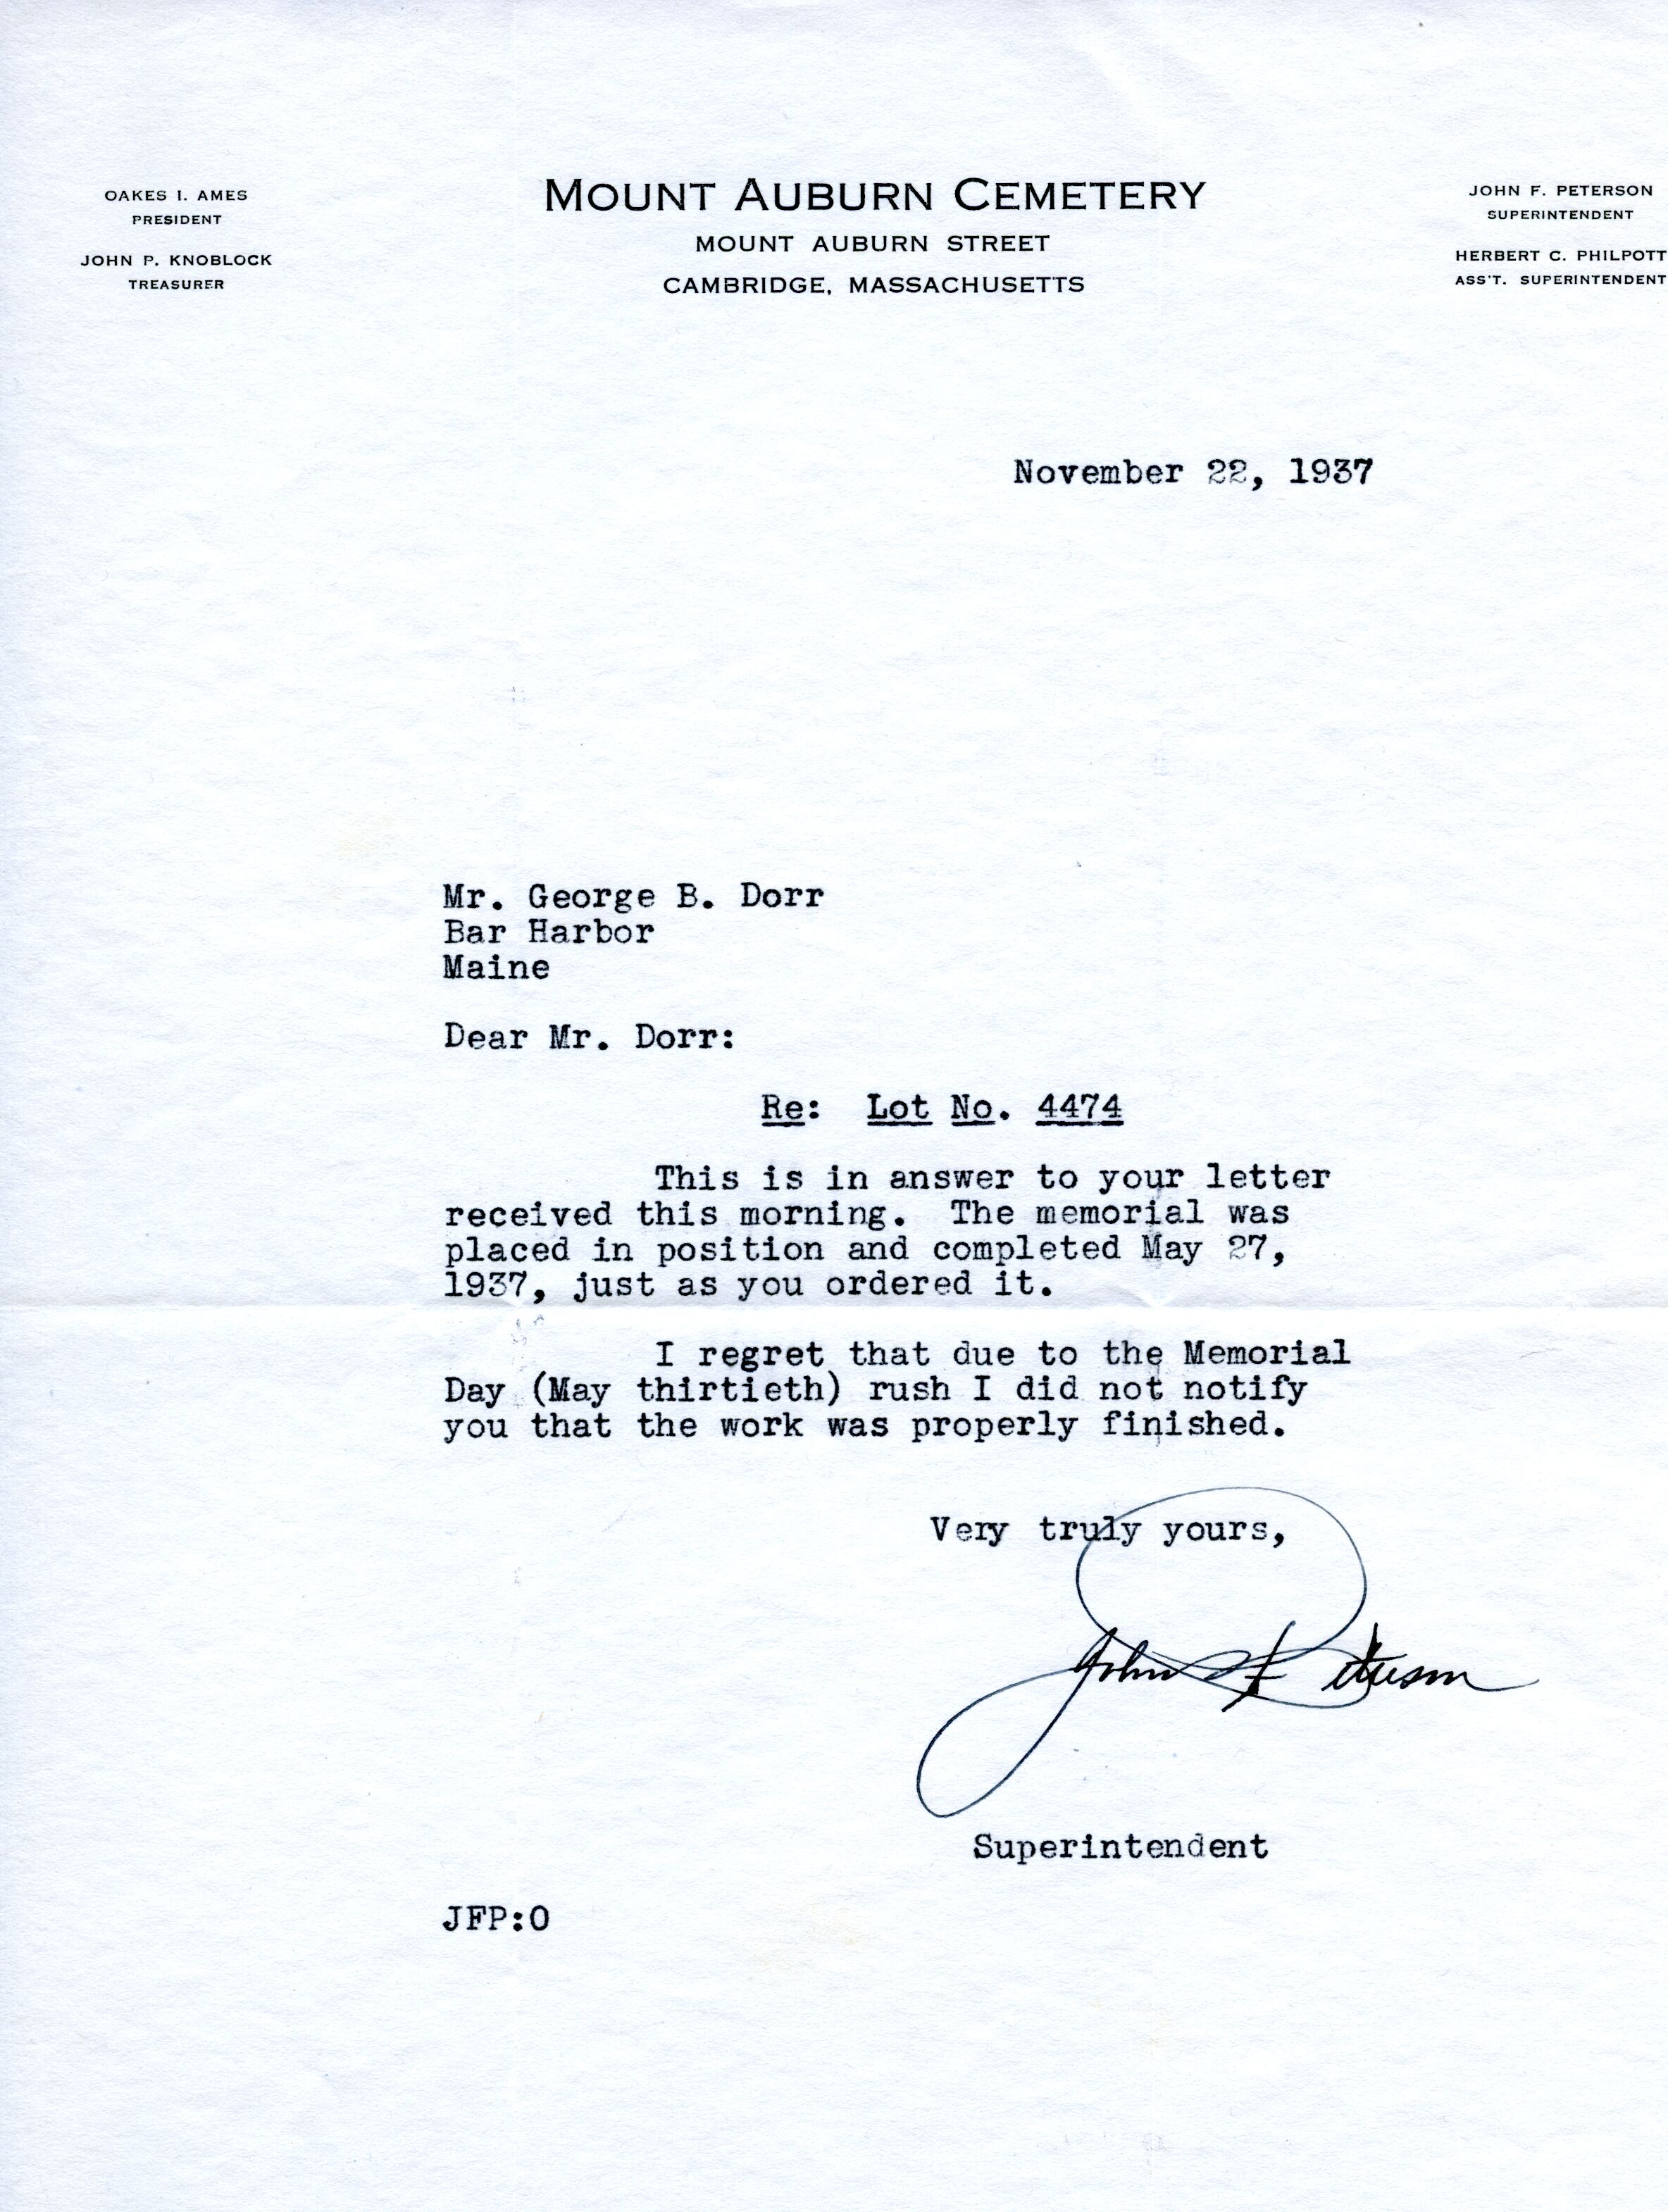 OAKES I. AMES
PRESIDENT
JOHN P. KNOBLOCK
TREASURER
MOUNT AUBURN CEMETERY
MOUNT AUBURN STREET
CAMBRIDGE, MASSACHUSETTS
JOHN F. PETERSON
SUPERINTENDENT
HERBERT C. PHILPOTT
ASS'T. SUPERINTENDENT
November 22, 1937
Mr. George B. Dorr
Bar Harbor
Maine
Dear Mr. Dorr:
Re: Lot No. 4474
This is in answer to your letter
received this morning. The memorial was
placed in position and completed May 27,
1937, just as you ordered it.
I regret that due to the Memorial
Day (May thirtieth) rush I did not notify
you that the work was properly finished.
Very truly yours,
John F Peterson
Superintendent
JFP:O